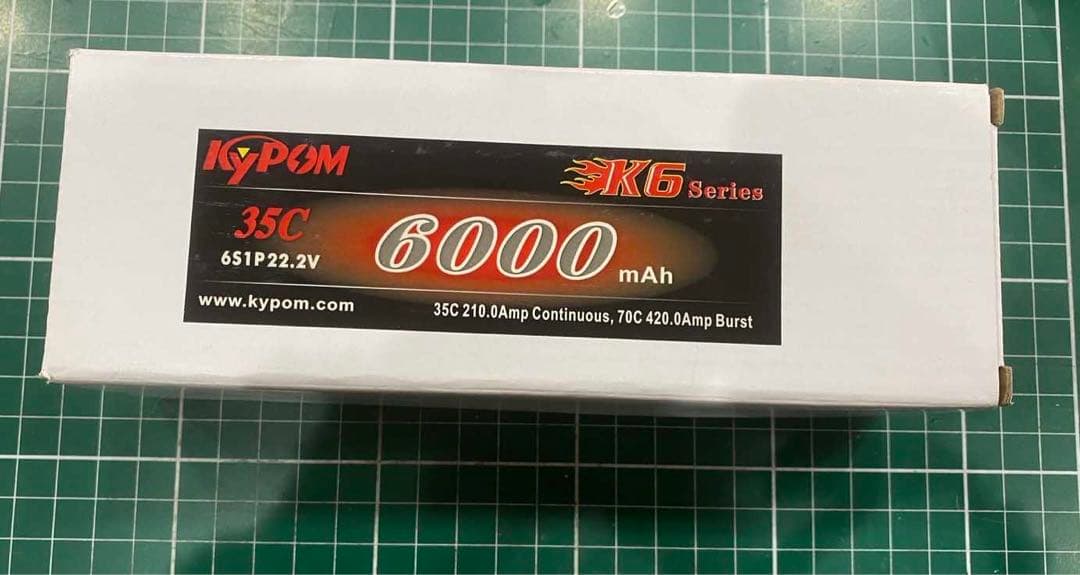 KyPOM
K6 Series
35C
6S1P22.2V
6000 mAh
www.kypom.com
35C 210.0Amp Continuous, 70C 420.0Amp Burst